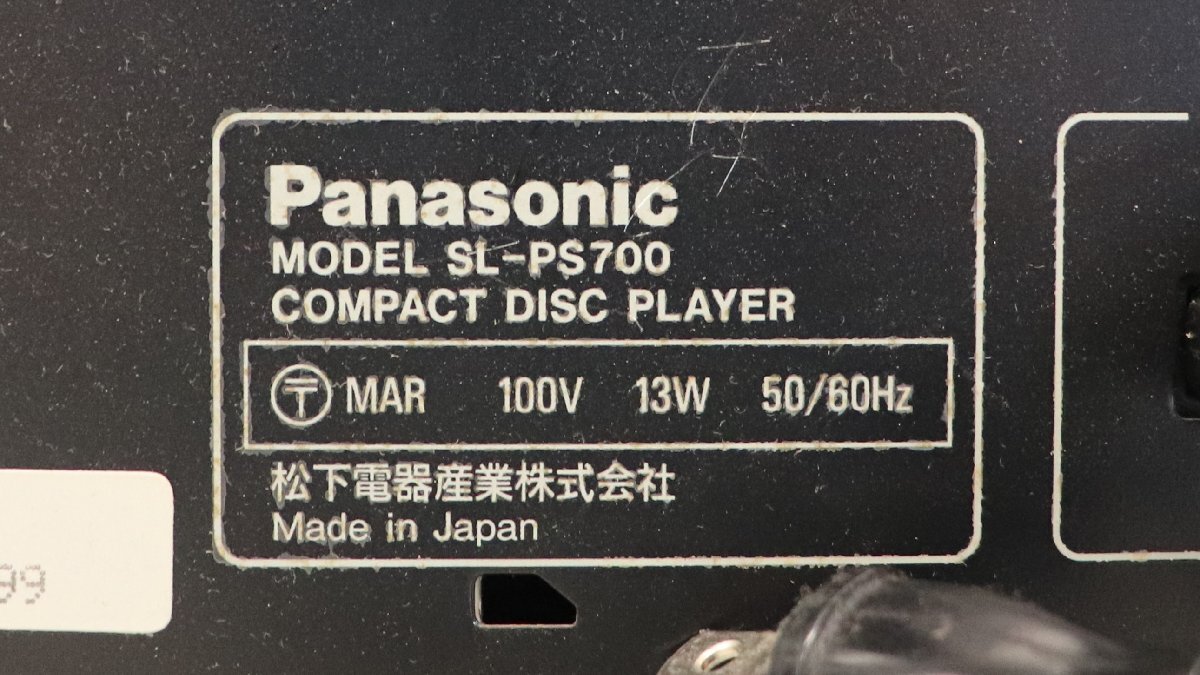 Panasonic
MODEL SL-PS700
COMPACT DISC PLAYER
〒 MAR 100V 13W 50/60Hz
松下電器産業株式会社
Made in Japan